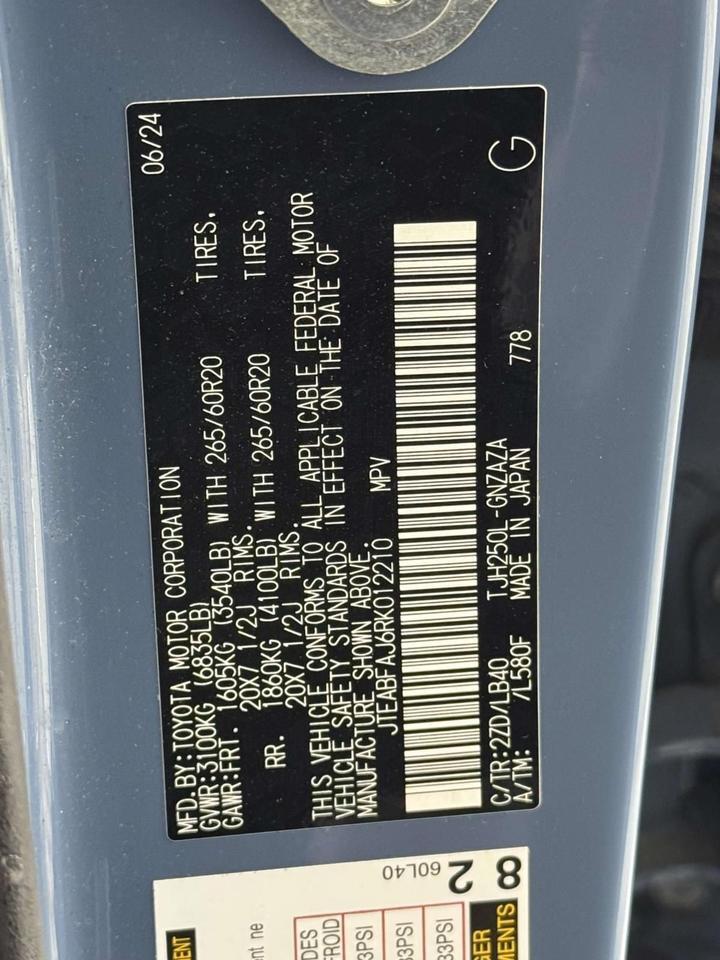 MFD.BY:TOYOTA MOTOR CORPORATION 06/24
GVWR:3100KG (6835LB)
GAWR:FRT. 1605KG (3540LB) WITH 265/60R20 TIRES,
20X7 1/2J RIMS.
RR. 1860KG (4100LB) WITH 265/60R20 TIRES,
20X7 1/2J RIMS.
THIS VEHICLE CONFORMS TO ALL APPLICABLE FEDERAL MOTOR
VEHICLE SAFETY STANDARDS IN EFFECT ON THE DATE OF
MANUFACTURE SHOWN ABOVE.
JTEABFAJ6RK012210 MPV
C/TR:2ZD/LB40 TJH250L-GNZAZA
A/TM: /L580F MADE IN JAPAN 778
G
60L40
2
8
3PSI
33PSI
33PSI